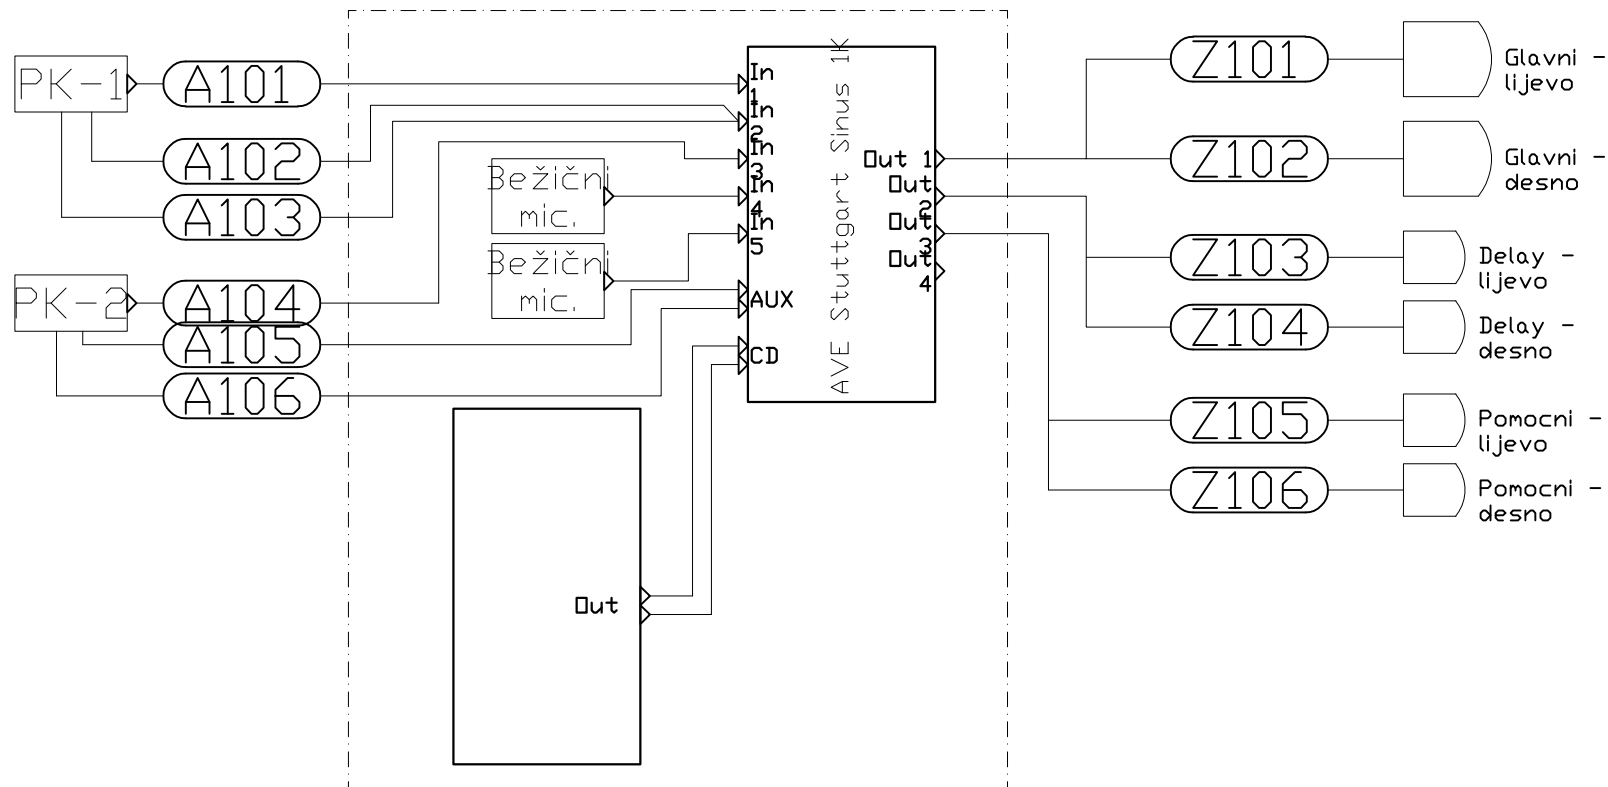 PK-1
A101
A102
A103
PK-2
A104
A105
A106
Bežični
mic.
Bežični
mic.
In
1
In
2
In
3
In
4
In
5
AUX
CD
AVE Stuttgart Sinus 1K
Out 1
Out
2
Out
3
Out
4
Out
Z101
Glavni -
lijevo
Z102
Glavni -
desno
Z103
Delay -
lijevo
Z104
Delay -
desno
Z105
Pomocni -
lijevo
Z106
Pomocni -
desno